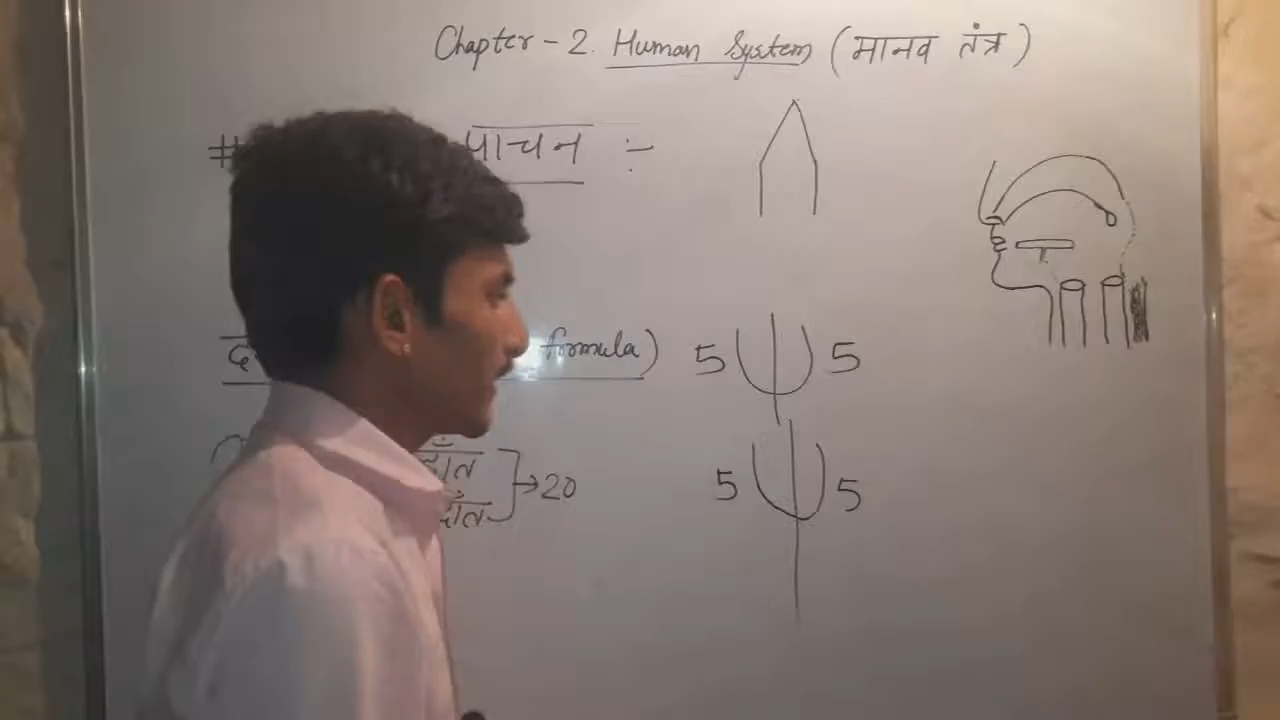 Chapter - 2. Human System (मानव तंत्र)
# पाचन :-
formula)
5 5
दाँत
दाँत ]→20
5 5